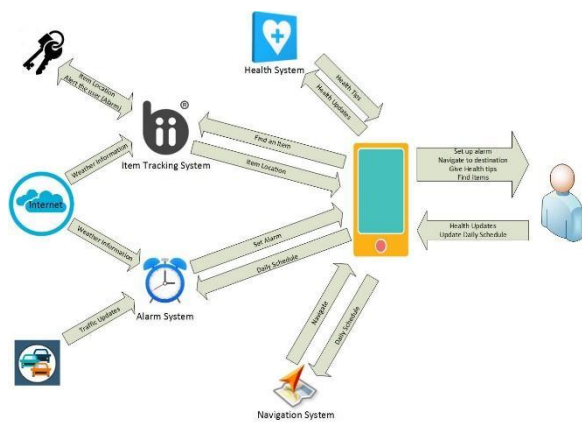 Health System
Health Tips
Health Updates
Item Location
Alert the user (Alarm)
bii®
Item Tracking System
Find an Item
Item Location
Set up alarm
Navigate to destination
Give Health tips
Find items
Weather Information
Internet
Health Updates
Update Daily Schedule
Weather Information
Set Alarm
Daily Schedule
Alarm System
Traffic Updates
Navigate
Daily Schedule
Navigation System